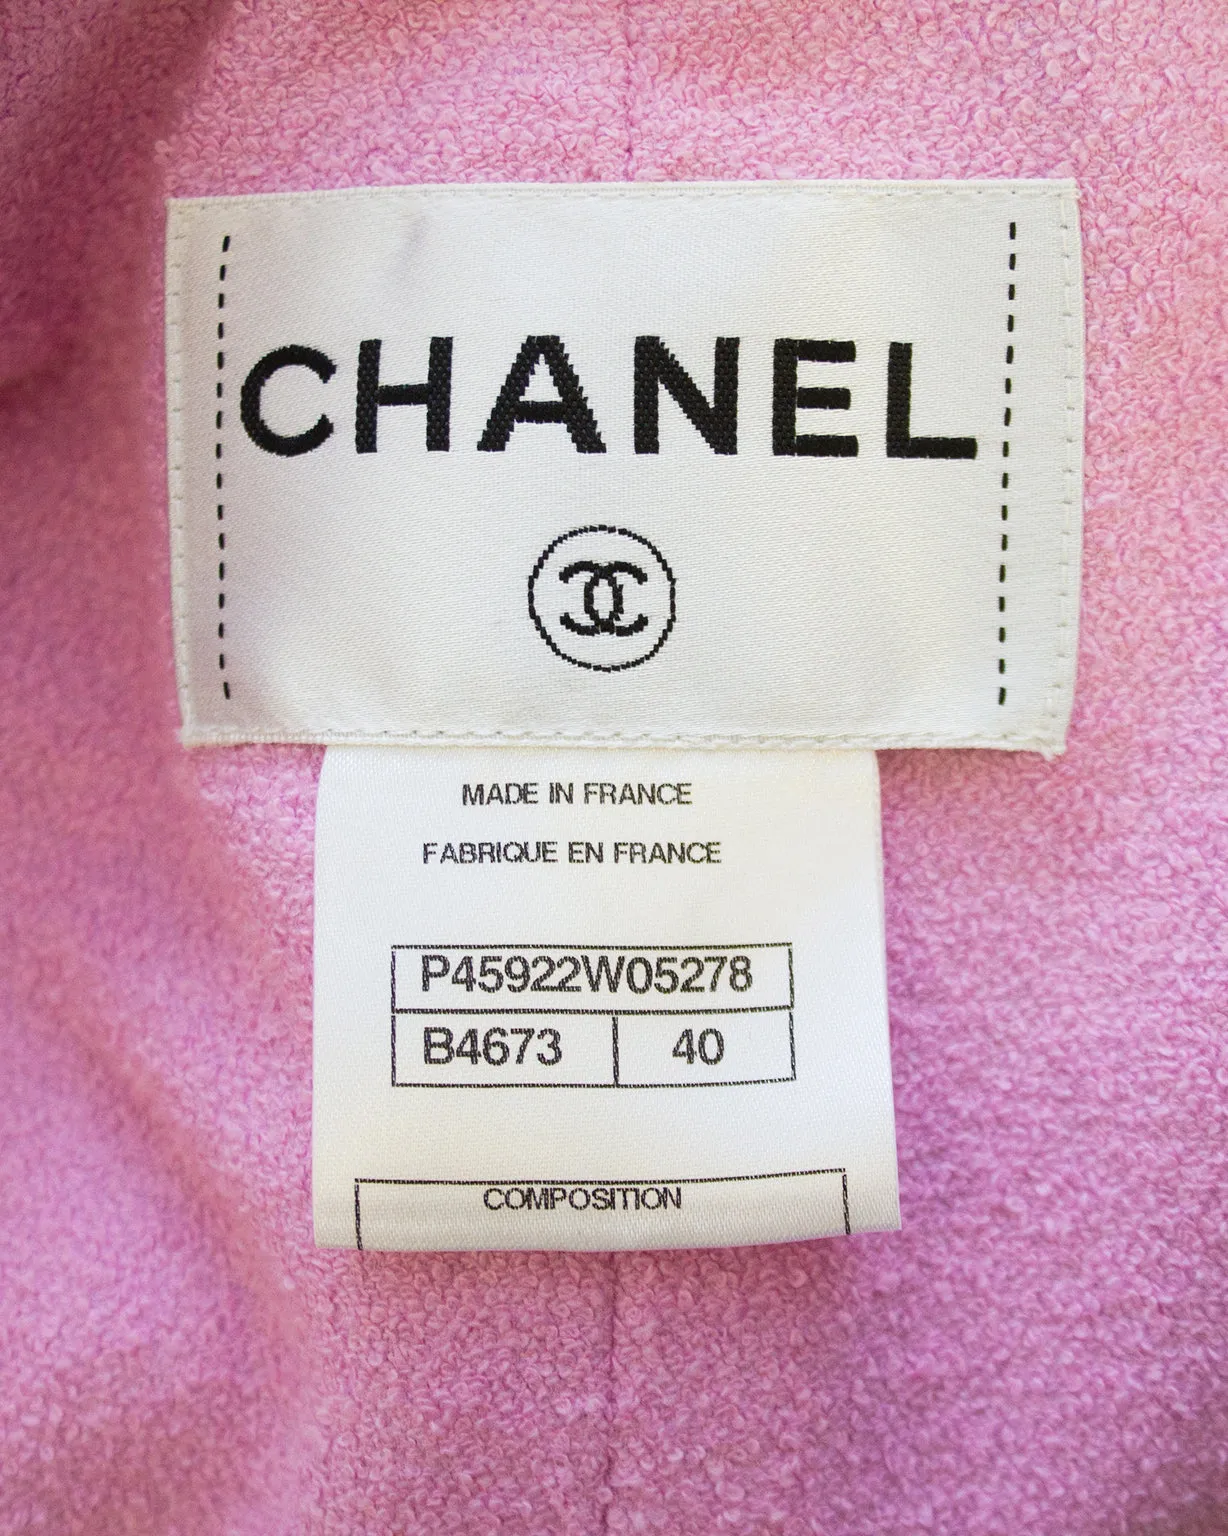 CHANEL
MADE IN FRANCE
FABRIQUE EN FRANCE
P45922W05278
B4673 40
COMPOSITION